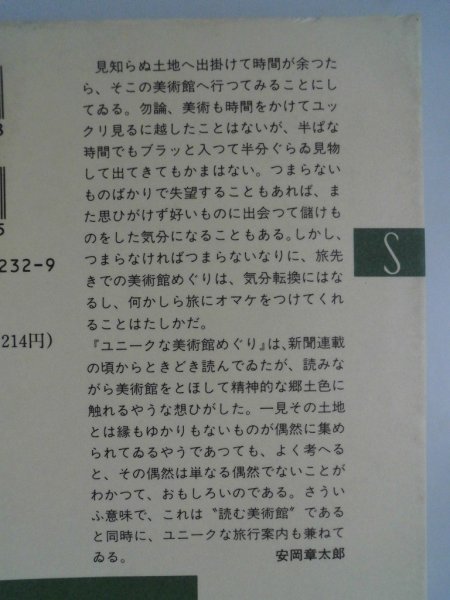 見知らぬ土地へ出掛けて時間が余つた
ら、そこの美術館へ行つてみることにし
てゐる。勿論、美術も時間をかけてユッ
クリ見るに越したことはないが、半ぱな
時間でもブラッと入つて半分ぐらゐ見物
して出てきてもかまはない。つまらない
ものばかりで失望することもあれば、ま
た思ひがけず好いものに出会つて儲けも
のをした気分になることもある。しかし、
つまらなければつまらないなりに、旅先
きでの美術館めぐりは、気分転換にはな
るし、何かしら旅にオマケをつけてくれ
ることはたしかだ。
『ユニークな美術館めぐり』は、新聞連載
の頃からときどき読んでゐたが、読みな
がら美術館をとほして精神的な郷土色に
触れるやうな想ひがした。一見その土地
とは縁もゆかりもないものが偶然に集め
られてゐるやうであつても、よく考へる
と、その偶然は単なる偶然でないことが
わかつて、おもしろいのである。さうい
ふ意味で、これは〝読む美術館〟である
と同時に、ユニークな旅行案内も兼ねて
ゐる。
安岡章太郎
S
8
5
232-9
214円)